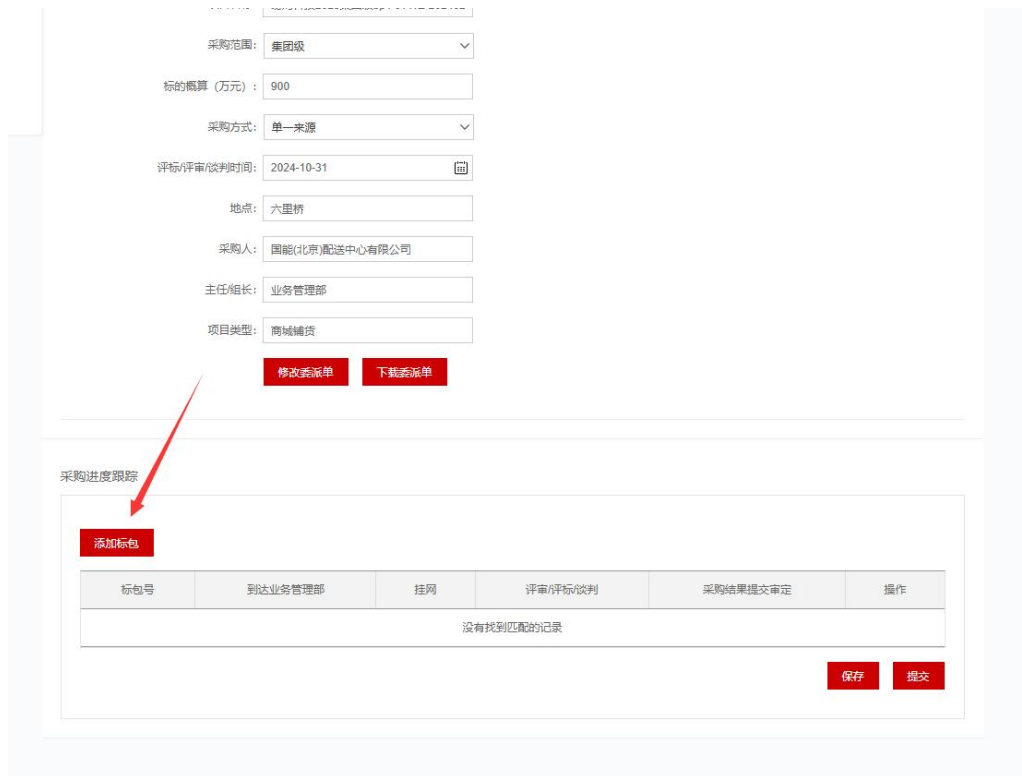 采购范围： 集团级
标的概算（万元）： 900
采购方式： 单一来源
评标/评审/谈判时间： 2024-10-31
地点： 六里桥
采购人： 国能(北京)配送中心有限公司
主任/组长： 业务管理部
项目类型： 商城铺货
修改委派单 下载委派单
采购进度跟踪
添加标包
标包号 到达业务管理部 挂网 评审/评标/谈判 采购结果提交审定 操作
没有找到匹配的记录
保存 提交